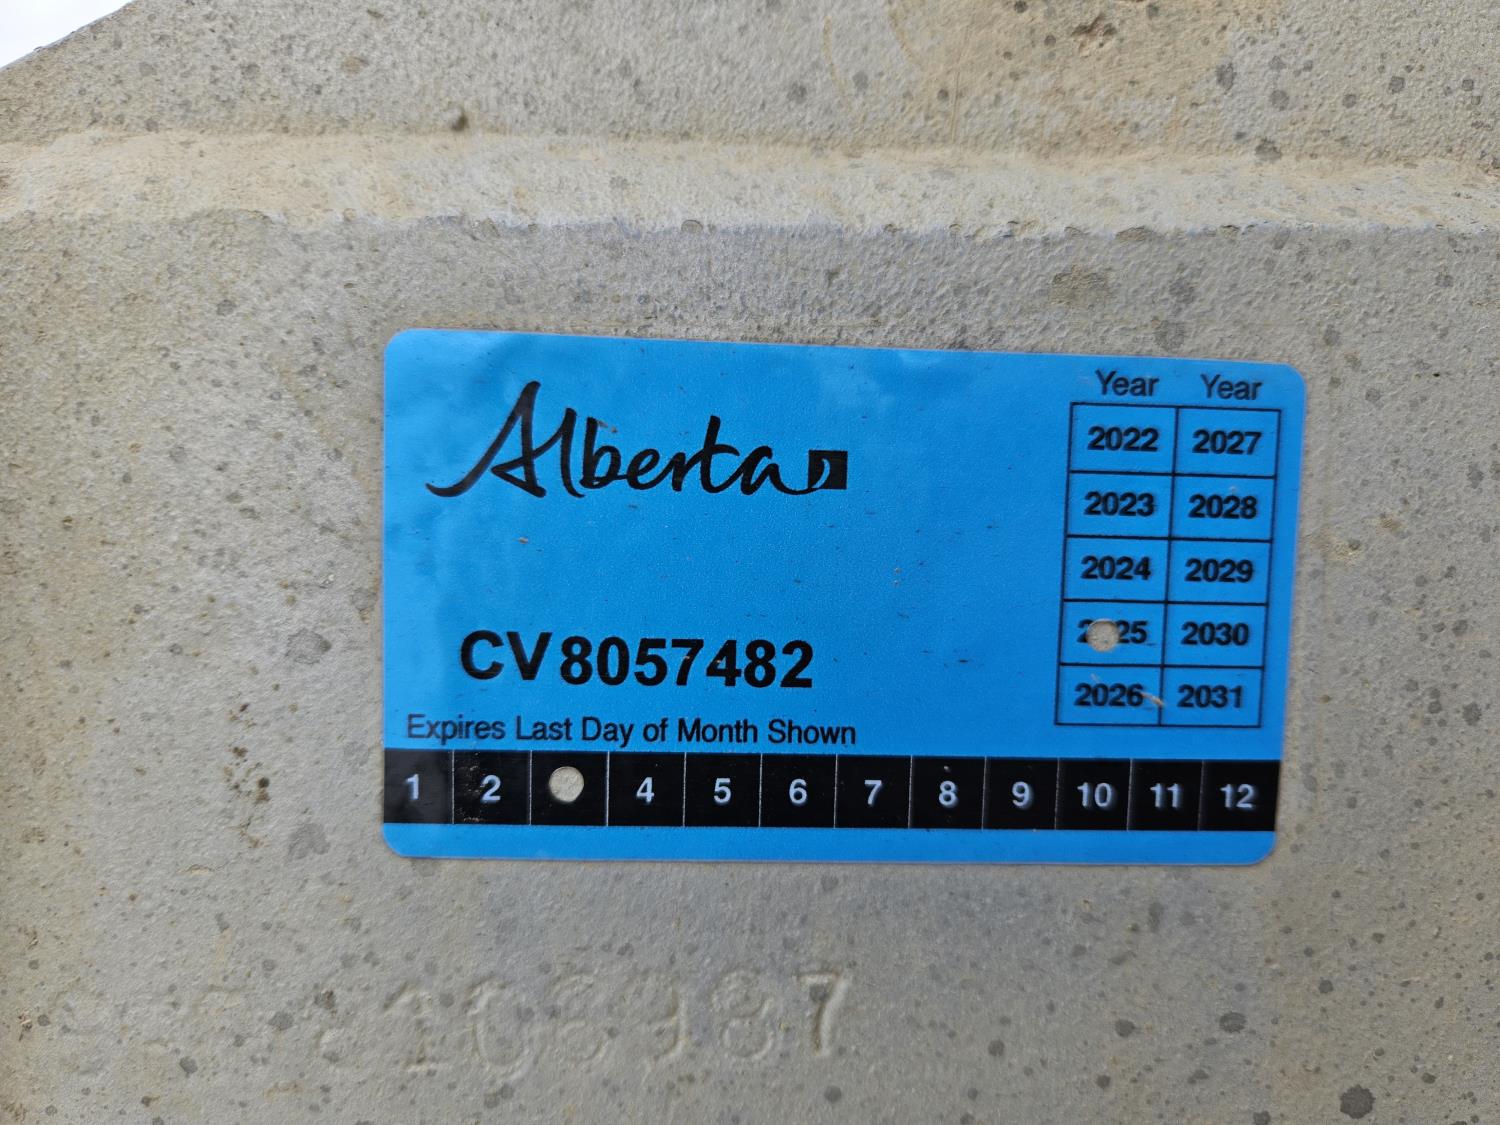 Alberta
Year Year
2022 2027
2023 2028
2024 2029
2025 2030
2026 2031
CV8057482
Expires Last Day of Month Shown
1 2 4 5 6 7 8 9 10 11 12